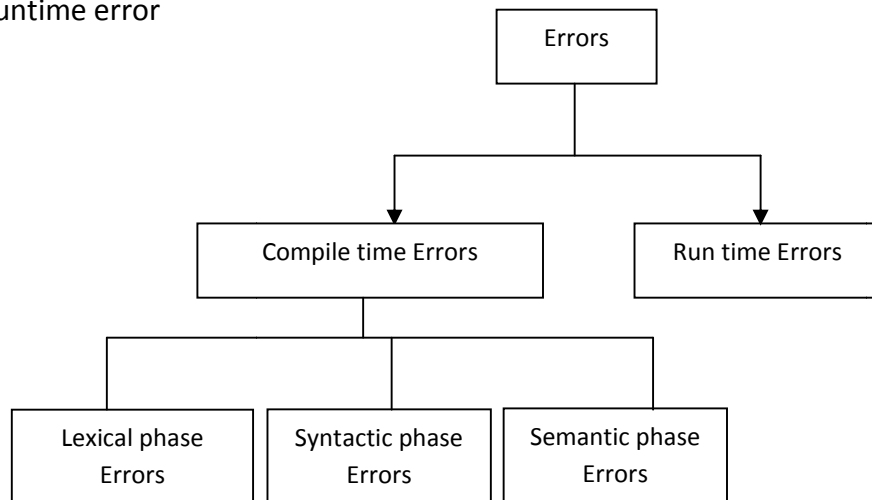 untime error
Errors
Compile time Errors
Run time Errors
Lexical phase
Errors
Syntactic phase
Errors
Semantic phase
Errors